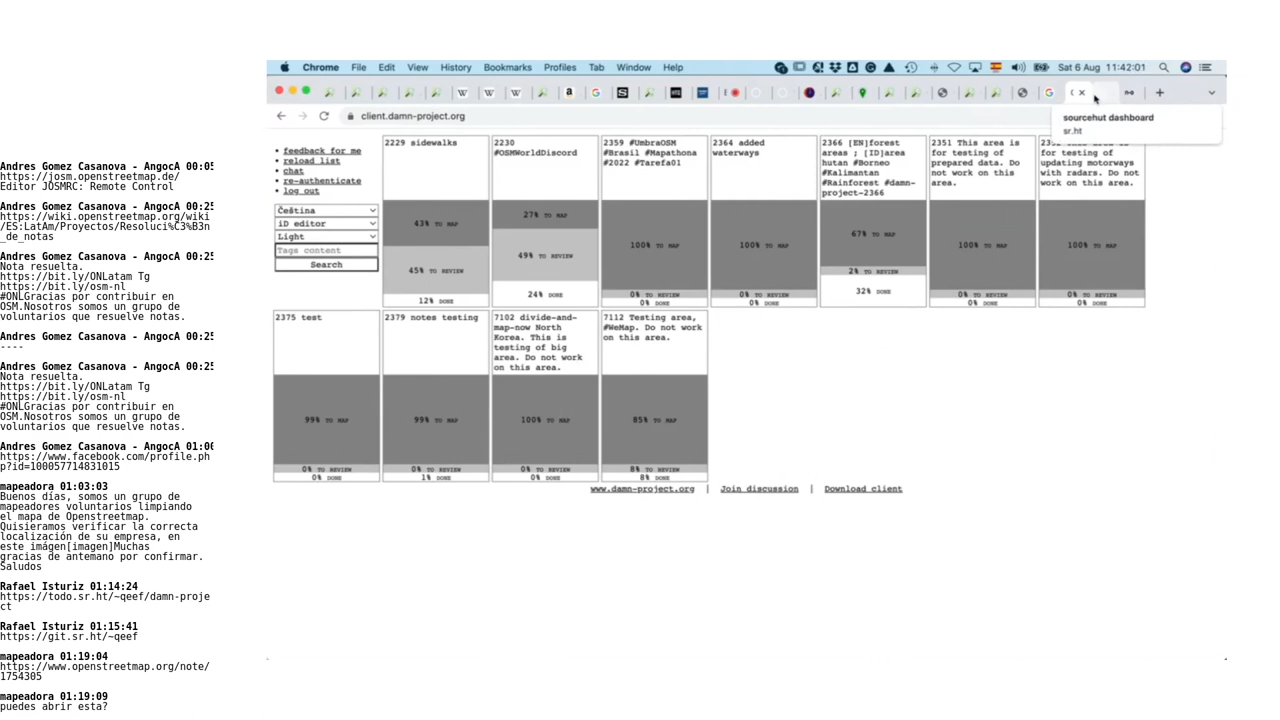 Andres Gomez Casanova - AngocA 00:05
https://josm.openstreetmap.de/
Editor JOSMRC: Remote Control
Andres Gomez Casanova - AngocA 00:25
https://wiki.openstreetmap.org/wiki
/ES:LatAm/Proyectos/Resoluci%C3%B3n
_de_notas
Andres Gomez Casanova - AngocA 00:25
Nota resuelta.
https://bit.ly/ONLatam Tg
https://bit.ly/osm-nl
#ONLGracias por contribuir en
OSM.Nosotros somos un grupo de
voluntarios que resuelve notas.
Andres Gomez Casanova - AngocA 00:25
----
Andres Gomez Casanova - AngocA 00:25
Nota resuelta.
https://bit.ly/ONLatam Tg
https://bit.ly/osm-nl
#ONLGracias por contribuir en
OSM.Nosotros somos un grupo de
voluntarios que resuelve notas.
Andres Gomez Casanova - AngocA 01:00
https://www.facebook.com/profile.ph
p?id=100057714831015
mapeadora 01:03:03
Buenos días, somos un grupo de
mapeadores voluntarios limpiando
el mapa de Openstreetmap.
Quisieramos verificar la correcta
localización de su empresa, en
este imágen[imagen]Muchas
gracias de antemano por confirmar.
Saludos
Rafael Isturiz 01:14:24
https://todo.sr.ht/~qeef/damn-proje
ct
Rafael Isturiz 01:15:41
https://git.sr.ht/~qeef
mapeadora 01:19:04
https://www.openstreetmap.org/note/
1754305
mapeadora 01:19:09
puedes abrir esta?
Chrome File Edit View History Bookmarks Profiles Tab Window Help Sat 6 Aug 11:42:01
client.damn-project.org
sourcehut dashboard
sr.ht
feedback for me
reload list
chat
re-authenticate
log out
Čeština
iD editor
Light
Tags content
Search
2229 sidewalks
43% TO MAP
45% TO REVIEW
12% DONE
2230
#OSMWorldDiscord
27% TO MAP
49% TO REVIEW
24% DONE
2359 #UmbraOSM
#Brasil #Mapathona
#2022 #Tarefa01
100% TO MAP
0% TO REVIEW
0% DONE
2364 added
waterways
100% TO MAP
0% TO REVIEW
0% DONE
2366 [EN]forest
areas ; [ID]area
hutan #Borneo
#Kalimantan
#Rainforest #damn-
project-2366
67% TO MAP
2% TO REVIEW
32% DONE
2351 This area is
for testing of
prepared data. Do
not work on this
area.
100% TO MAP
0% TO REVIEW
0% DONE
for testing of
updating motorways
with radars. Do not
work on this area.
100% TO MAP
0% TO REVIEW
0% DONE
2375 test
99% TO MAP
0% TO REVIEW
0% DONE
2379 notes testing
99% TO MAP
0% TO REVIEW
1% DONE
7102 divide-and-
map-now North
Korea. This is
testing of big
area. Do not work
on this area.
100% TO MAP
0% TO REVIEW
0% DONE
7112 Testing area,
#WeMap. Do not work
on this area.
85% TO MAP
8% TO REVIEW
8% DONE
www.damn-project.org | Join discussion | Download client